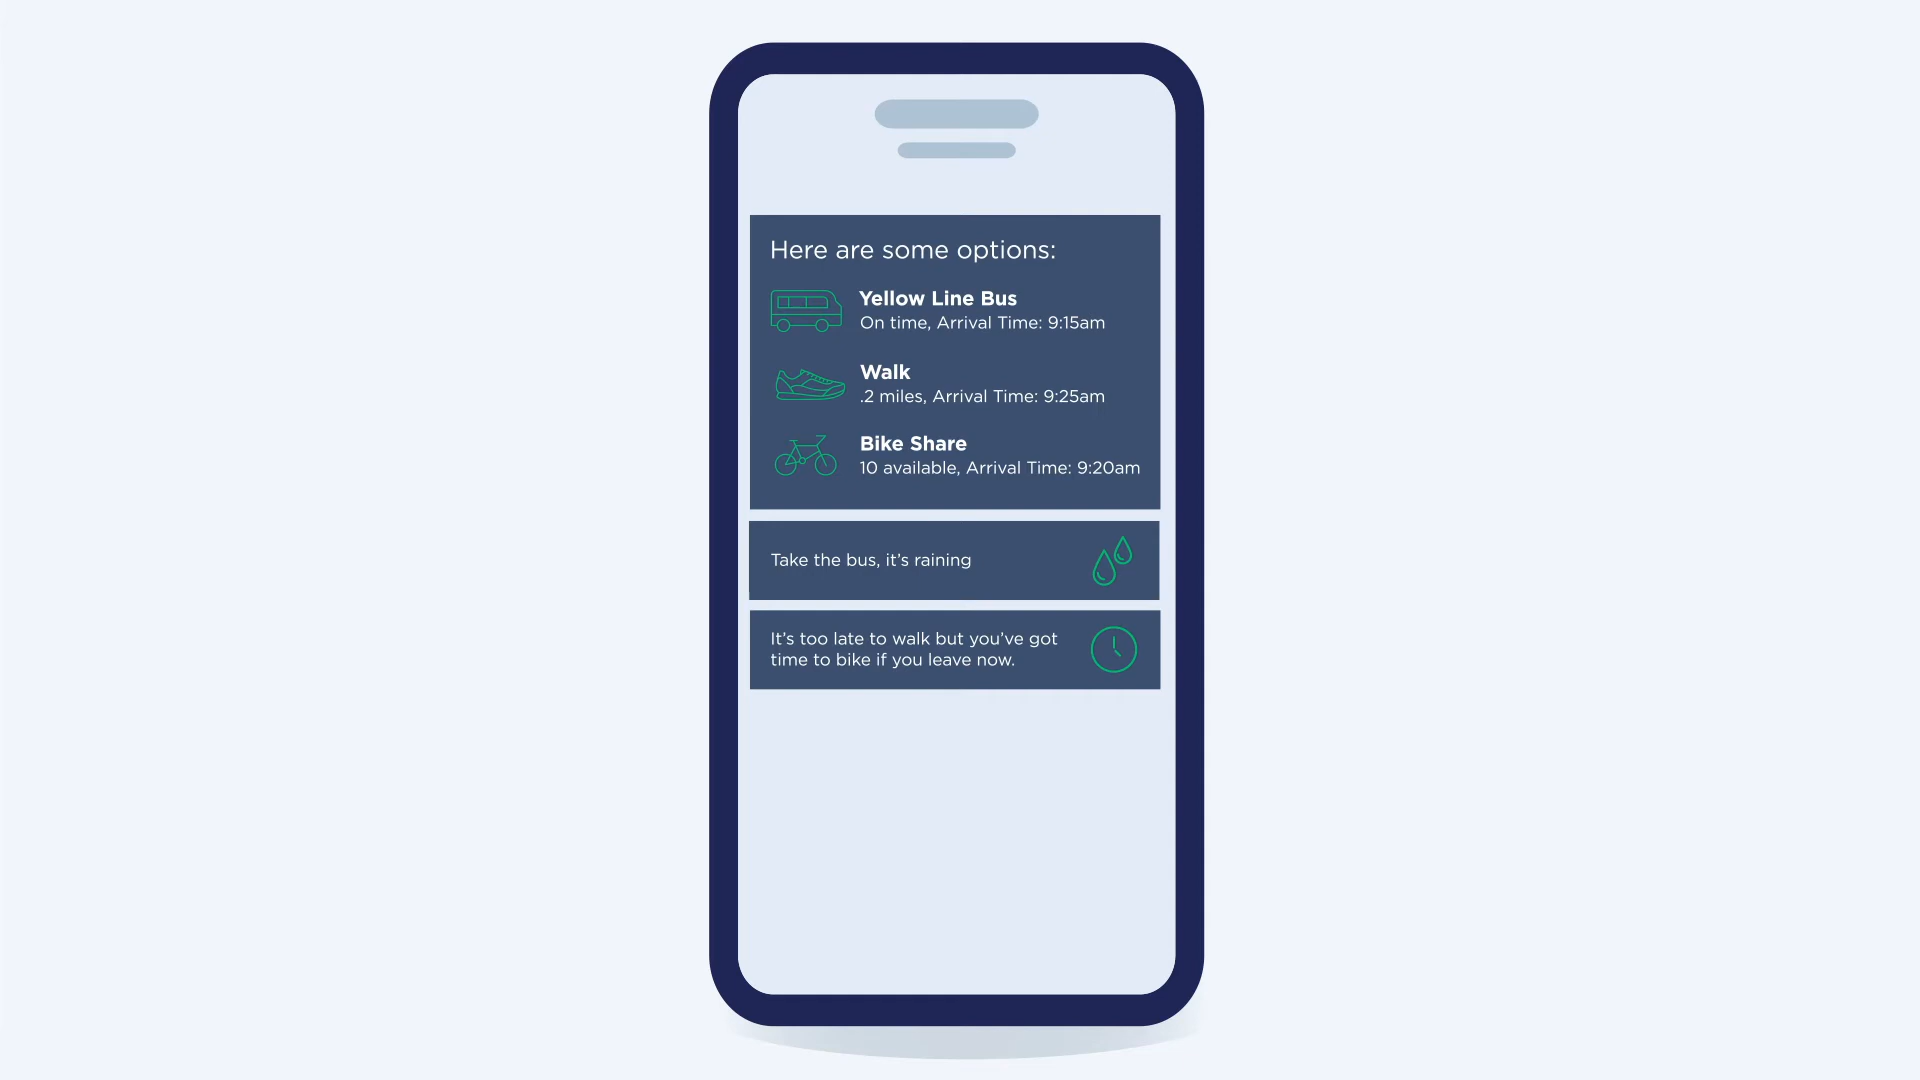 Here are some options:
Yellow Line Bus
On time, Arrival Time: 9:15am
Walk
.2 miles, Arrival Time: 9:25am
Bike Share
10 available, Arrival Time: 9:20am
Take the bus, it’s raining
It’s too late to walk but you’ve got
time to bike if you leave now.